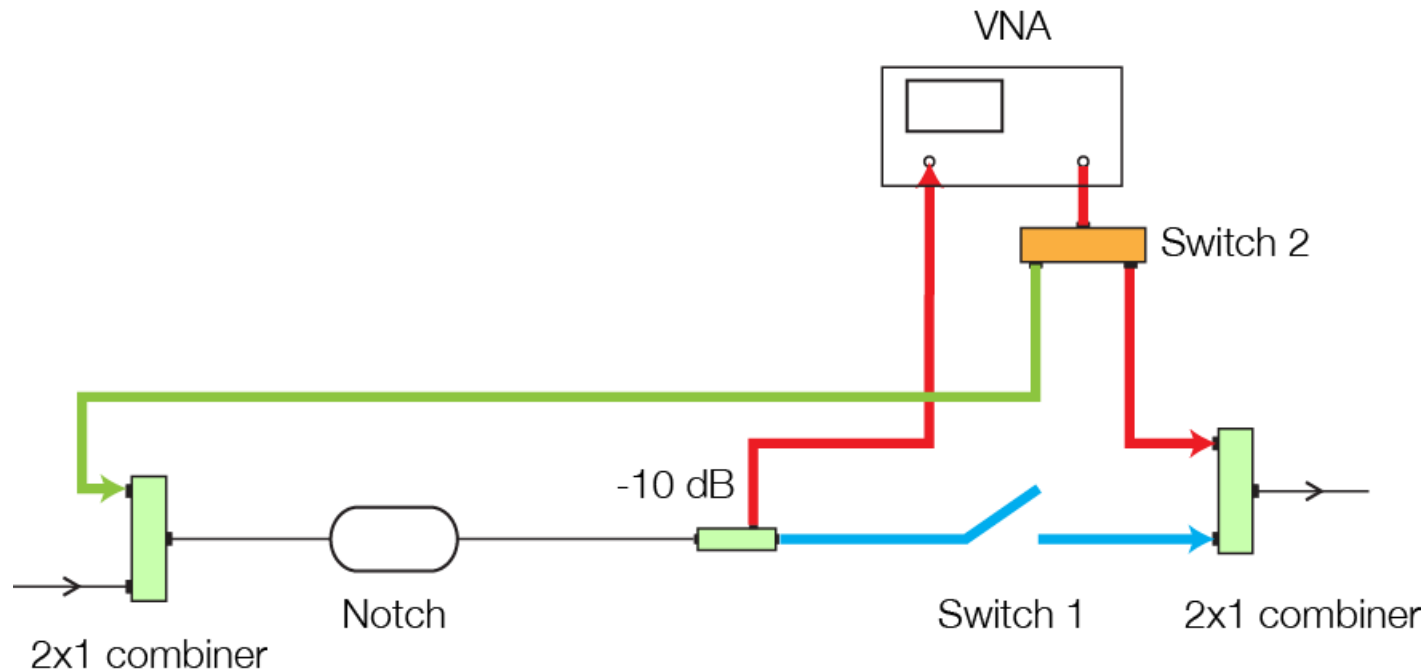 VNA
Switch 2
-10 dB
Notch
Switch 1
2x1 combiner
2x1 combiner